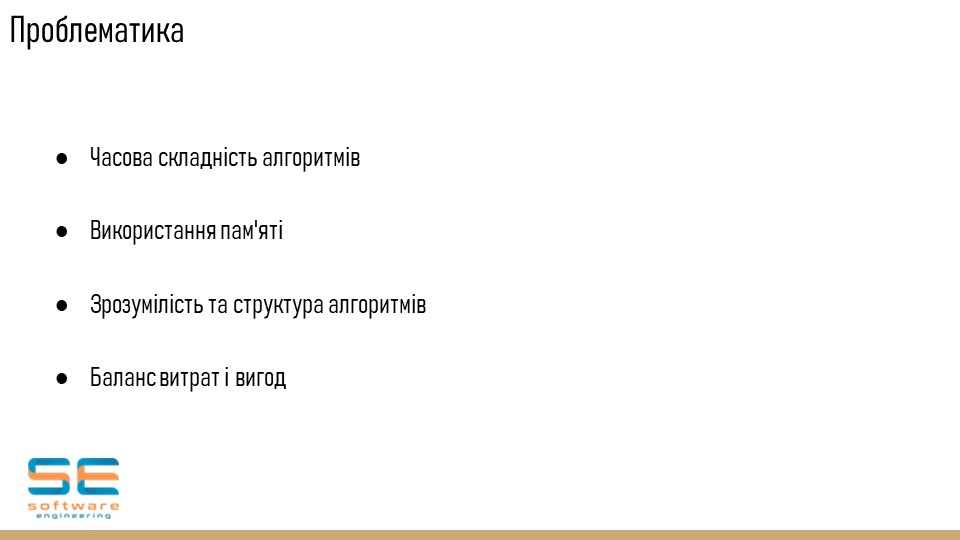 Проблематика
● Часова складність алгоритмів
● Використання пам'яті
● Зрозумілість та структура алгоритмів
● Баланс витрат і вигод
SE
software
engineering